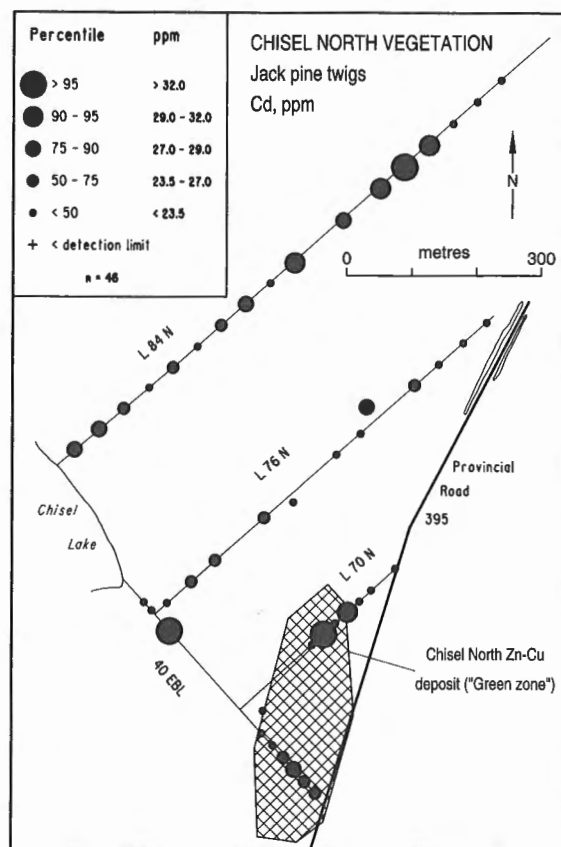 Percentile ppm
> 95 > 32.0
90 - 95 29.0 - 32.0
75 - 90 27.0 - 29.0
50 - 75 23.5 - 27.0
< 50 < 23.5
+ < detection limit
n = 46
CHISEL NORTH VEGETATION
Jack pine twigs
Cd, ppm
N
0 metres 300
L 84 N
L 76 N
Provincial
Road
395
Chisel
Lake
L 70 N
40 EBL
Chisel North Zn-Cu
deposit ("Green zone")